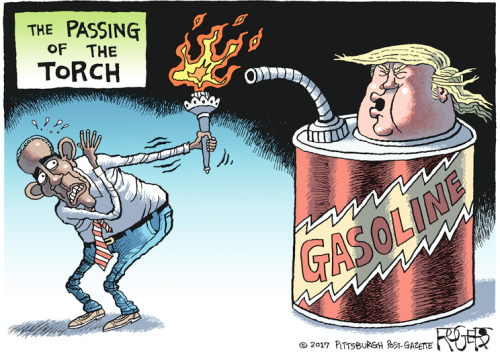 THE PASSING
OF THE
TORCH
GASOLINE
© 2017 PITTSBURGH POST-GAZETTE ROGERS